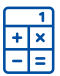 1
+ ×
− =